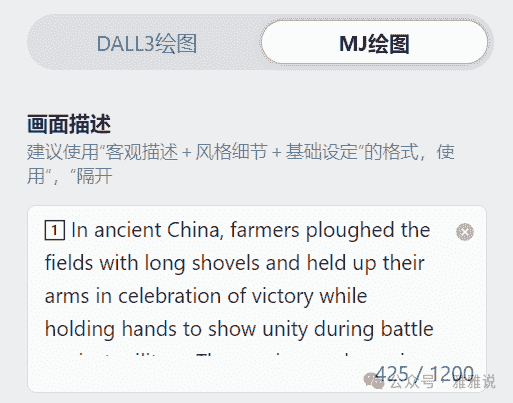 DALL3绘图
MJ绘图
画面描述
建议使用“客观描述+风格细节+基础设定”的格式，使
用“，“隔开
1 In ancient China, farmers ploughed the
fields with long shovels and held up their
arms in celebration of victory while
holding hands to show unity during battle
425 / 1200
公众号·雅雅说